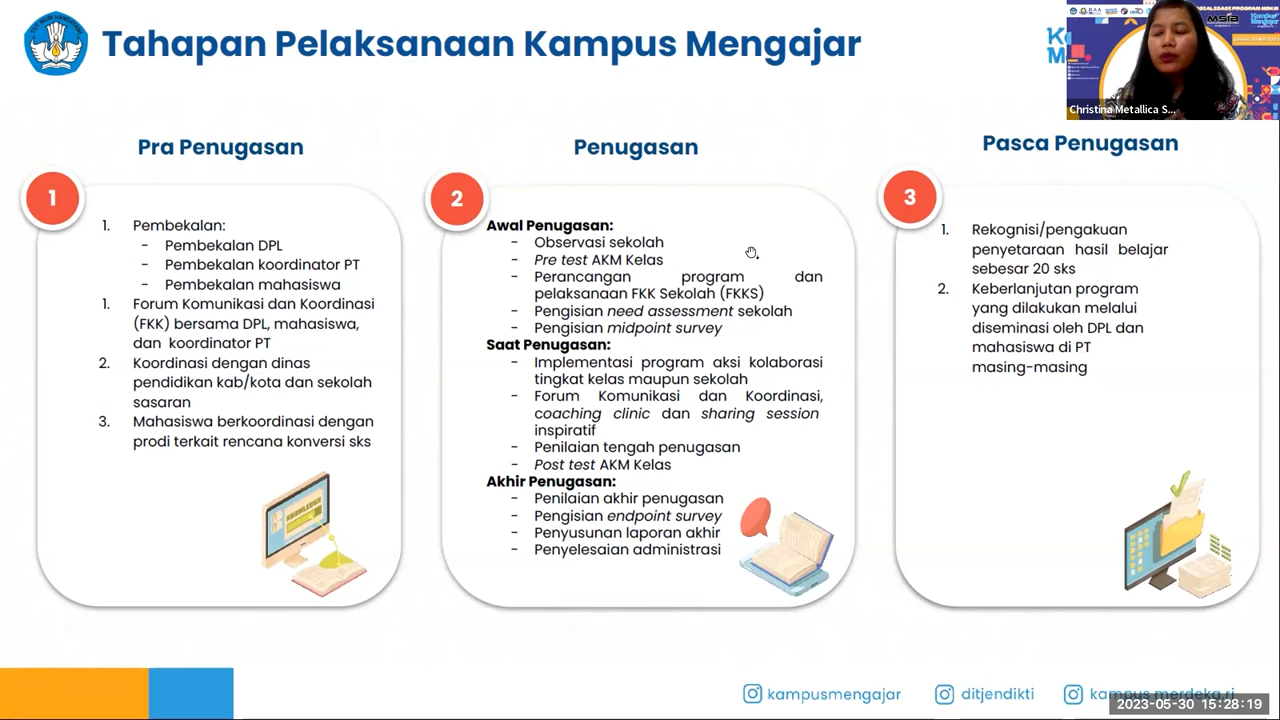 Tahapan Pelaksanaan Kampus Mengajar
Christina Metallica S...
Pra Penugasan
1
1. Pembekalan:
- Pembekalan DPL
- Pembekalan koordinator PT
- Pembekalan mahasiswa
1. Forum Komunikasi dan Koordinasi
(FKK) bersama DPL, mahasiswa,
dan koordinator PT
2. Koordinasi dengan dinas
pendidikan kab/kota dan sekolah
sasaran
3. Mahasiswa berkoordinasi dengan
prodi terkait rencana konversi sks
Penugasan
2
Awal Penugasan:
- Observasi sekolah
- Pre test AKM Kelas
- Perancangan program dan
pelaksanaan FKK Sekolah (FKKS)
- Pengisian need assessment sekolah
- Pengisian midpoint survey
Saat Penugasan:
- Implementasi program aksi kolaborasi
tingkat kelas maupun sekolah
- Forum Komunikasi dan Koordinasi,
coaching clinic dan sharing session
inspiratif
- Penilaian tengah penugasan
- Post test AKM Kelas
Akhir Penugasan:
- Penilaian akhir penugasan
- Pengisian endpoint survey
- Penyusunan laporan akhir
- Penyelesaian administrasi
Pasca Penugasan
3
1. Rekognisi/pengakuan
penyetaraan hasil belajar
sebesar 20 sks
2. Keberlanjutan program
yang dilakukan melalui
diseminasi oleh DPL dan
mahasiswa di PT
masing-masing
kampusmengajar
ditjendikti
kampus merdeka.ri
2023-05-30 15:28:19